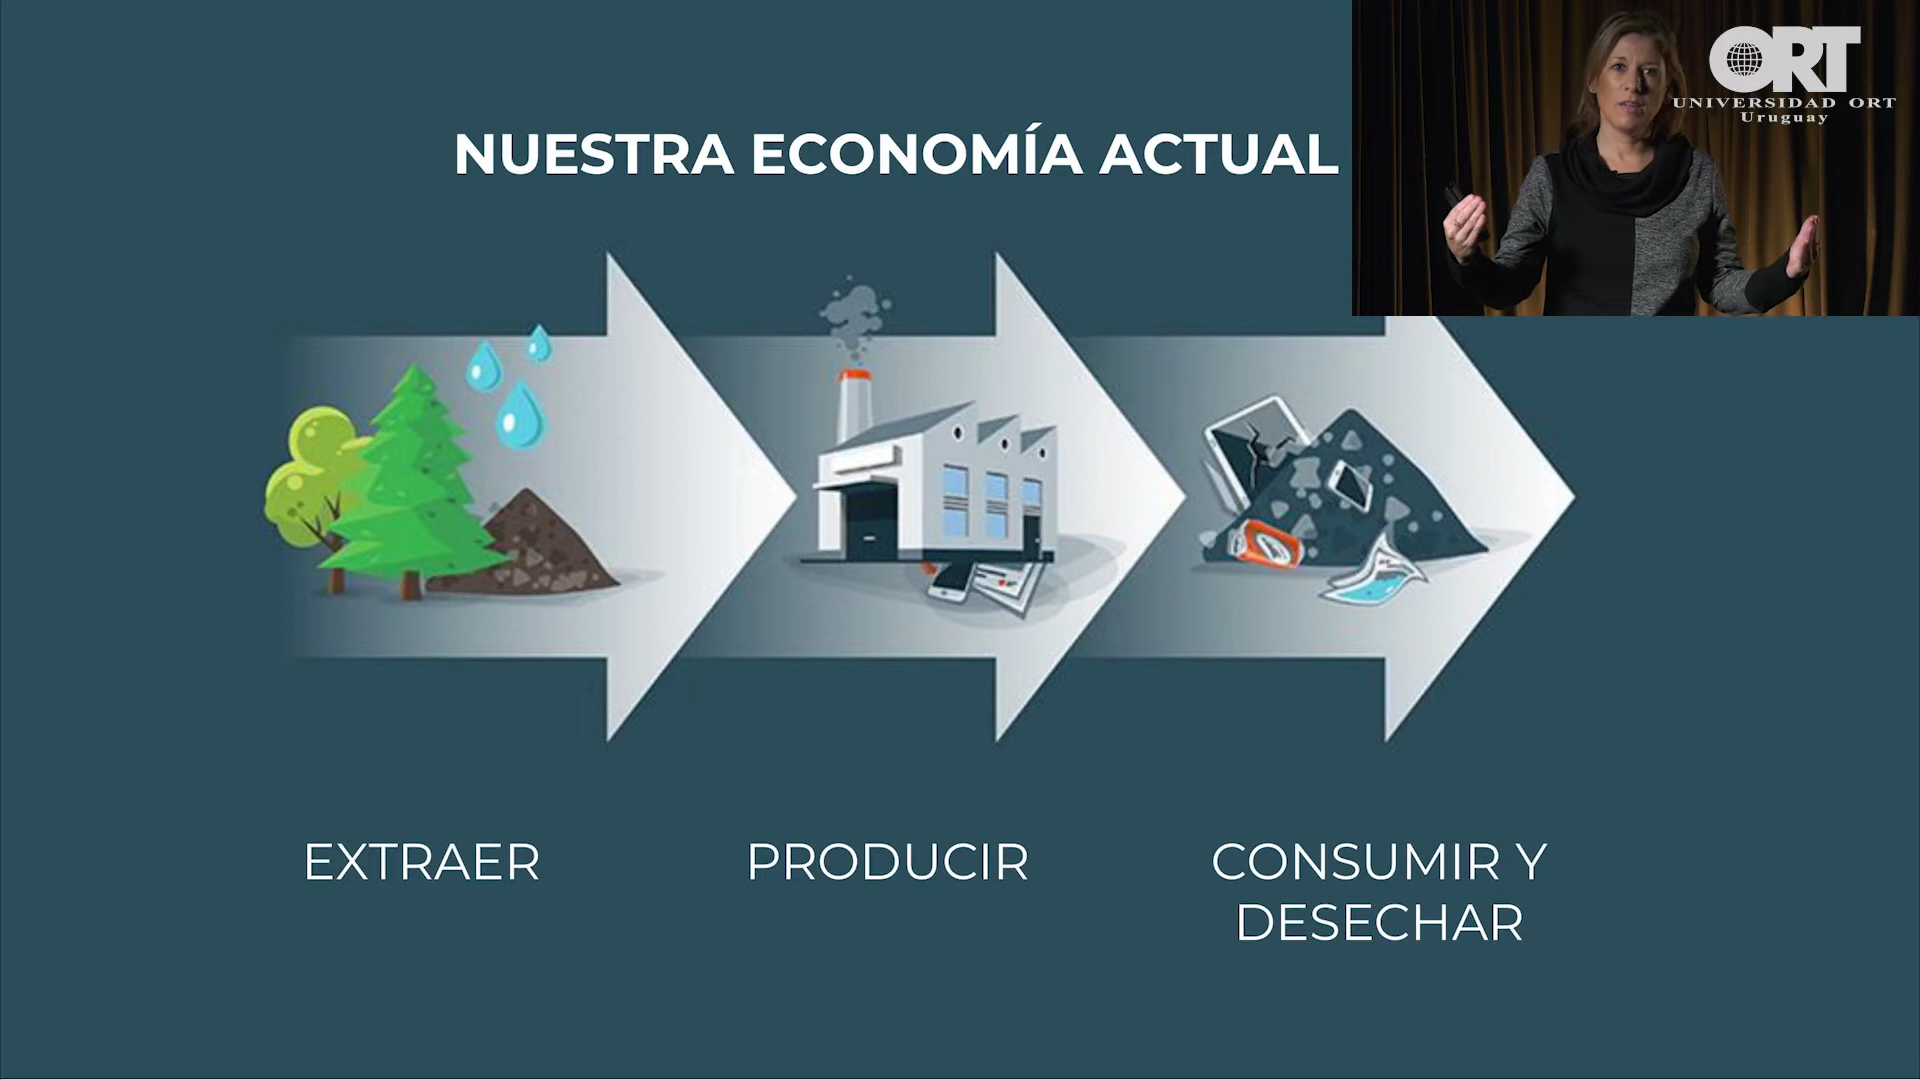 ORT
UNIVERSIDAD ORT
Uruguay
NUESTRA ECONOMÍA ACTUAL
EXTRAER
PRODUCIR
CONSUMIR Y
DESECHAR